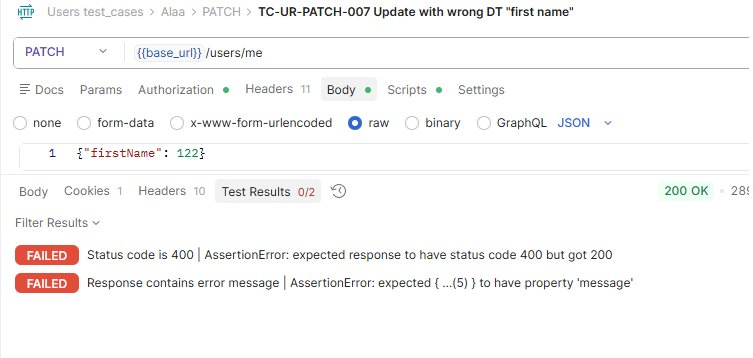 HTTP Users test_cases > Alaa > PATCH > TC-UR-PATCH-007 Update with wrong DT "first name"
PATCH {{base_url}} /users/me
Docs Params Authorization Headers 11 Body Scripts Settings
none form-data x-www-form-urlencoded raw binary GraphQL JSON
1 {"firstName": 122}
Body Cookies 1 Headers 10 Test Results 0/2 200 OK • 289
Filter Results
FAILED Status code is 400 | AssertionError: expected response to have status code 400 but got 200
FAILED Response contains error message | AssertionError: expected { …(5) } to have property 'message'